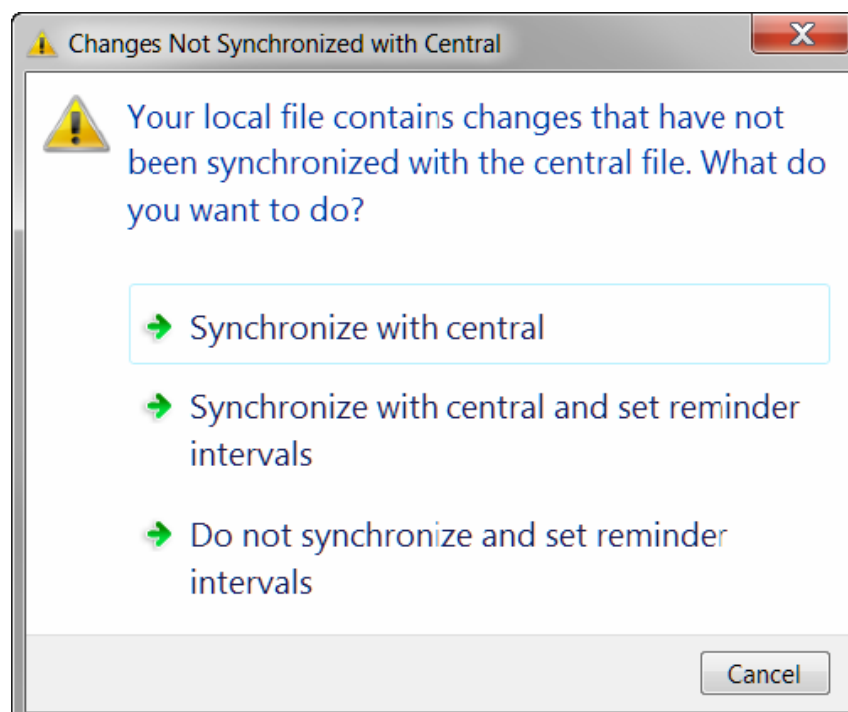 Changes Not Synchronized with Central
Your local file contains changes that have not
been synchronized with the central file. What do
you want to do?
Synchronize with central
Synchronize with central and set reminder
intervals
Do not synchronize and set reminder
intervals
Cancel